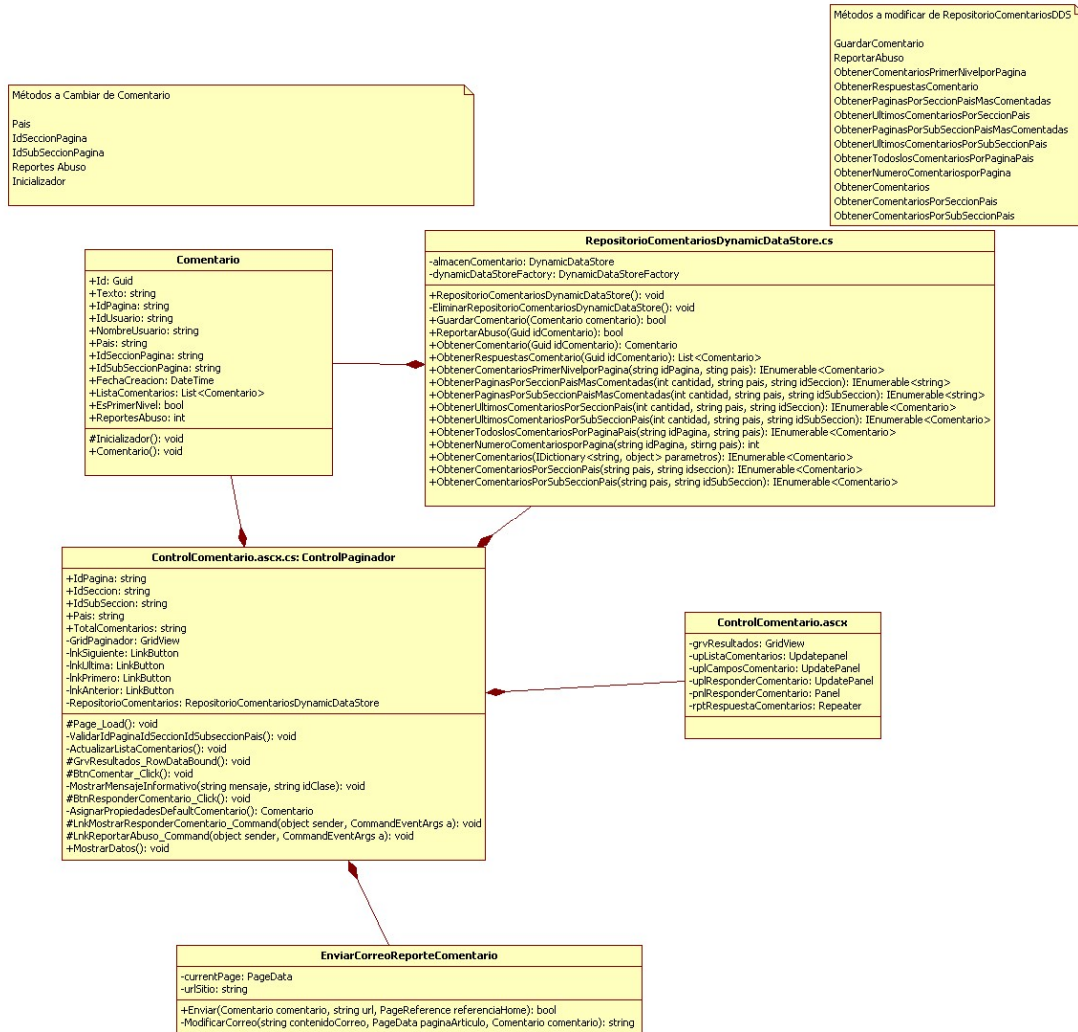 Métodos a modificar de RepositorioComentariosDDS
GuardarComentario
ReportarAbuso
ObtenerComentariosPrimerNivelporPagina
ObtenerRespuestasComentario
ObtenerPaginasPorSeccionPaisMasComentadas
ObtenerUltimosComentariosPorSeccionPais
ObtenerPaginasPorSubSeccionPaisMasComentadas
ObtenerUltimosComentariosPorSubSeccionPais
ObtenerTodoslosComentariosPorPaginaPais
ObtenerNumeroComentariosporPagina
ObtenerComentarios
ObtenerComentariosPorSeccionPais
ObtenerComentariosPorSubSeccionPais
Métodos a Cambiar de Comentario
Pais
IdSeccionPagina
IdSubSeccionPagina
Reportes Abuso
Inicializador
Comentario
+Id: Guid
+Texto: string
+IdPagina: string
+IdUsuario: string
+NombreUsuario: string
+Pais: string
+IdSeccionPagina: string
+IdSubSeccionPagina: string
+FechaCreacion: DateTime
+ListaComentarios: List<Comentario>
+EsPrimerNivel: bool
+ReportesAbuso: int
#Inicializador(): void
+Comentario(): void
RepositorioComentariosDynamicDataStore.cs
-almacenComentario: DynamicDataStore
-dynamicDataStoreFactory: DynamicDataStoreFactory
+RepositorioComentariosDynamicDataStore(): void
-EliminarRepositorioComentariosDynamicDataStore(): void
+GuardarComentario(Comentario comentario): bool
+ReportarAbuso(Guid idComentario): bool
+ObtenerComentario(Guid idComentario): Comentario
+ObtenerRespuestasComentario(Guid idComentario): List<Comentario>
+ObtenerComentariosPrimerNivelporPagina(string idPagina, sting pais): IEnumerable<Comentario>
+ObtenerPaginasPorSeccionPaisMasComentadas(int cantidad, string pais, string idSeccion): IEnumerable<string>
+ObtenerPaginasPorSubSeccionPaisMasComentadas(int cantidad, sting pais, string idSubSeccion): IEnumerable<string>
+ObtenerUltimosComentariosPorSeccionPais(int cantidad, string pais, string idSeccion): IEnumerable<Comentario>
+ObtenerUltimosComentariosPorSubSeccionPais(int cantidad, string pais, string idSubSeccion): IEnumerable<Comentario>
+ObtenerTodoslosComentariosPorPaginaPais(string idPagina, string pais): IEnumerable<Comentario>
+ObtenerNumeroComentariosporPagina(string idPagina, string pais): int
+ObtenerComentarios(IDictionary<string, object> parametros): IEnumerable<Comentario>
+ObtenerComentariosPorSeccionPais(string pais, string idseccion): IEnumerable<Comentario>
+ObtenerComentariosPorSubSeccionPais(string pais, string idSubSeccion): IEnumerable<Comentario>
ControlComentario.ascx.cs: ControlPaginador
+IdPagina: string
+IdSeccion: string
+IdSubSeccion: string
+Pais: string
+TotalComentarios: string
-GridPaginador: GridView
-lnkSiguiente: LinkButton
-lnkUltima: LinkButton
-lnkPrimero: LinkButton
-lnkAnterior: LinkButton
-RepositorioComentarios: RepositorioComentariosDynamicDataStore
#Page_Load(): void
-ValidarIdPaginaIdSeccionIdSubseccionPais(): void
-ActualizarListaComentarios(): void
#GrvResultados_RowDataBound(): void
#BtnComentar_Click(): void
-MostrarMensajeInformativo(string mensaje, string idClase): void
#BtnResponderComentario_Click(): void
-AsignarPropiedadesDefaultComentario(): Comentario
#LnkMostrarResponderComentario_Command(object sender, CommandEventArgs a): void
#LnkReportarAbuso_Command(object sender, CommandEventArgs a): void
+MostrarDatos(): void
ControlComentario.ascx
-grvResultados: GridView
-upListaComentarios: Updatepanel
-uplCamposComentario: UpdatePanel
-uplResponderComentario: UpdatePanel
-pnlResponderComentario: Panel
-rptRespuestaComentarios: Repeater
EnviarCorreoReporteComentario
-currentPage: PageData
-urlSitio: string
+Enviar(Comentario comentario, string url, PageReference referenciaHome): bool
-ModificarCorreo(string contenidoCorreo, PageData paginaArticulo, Comentario comentario): string